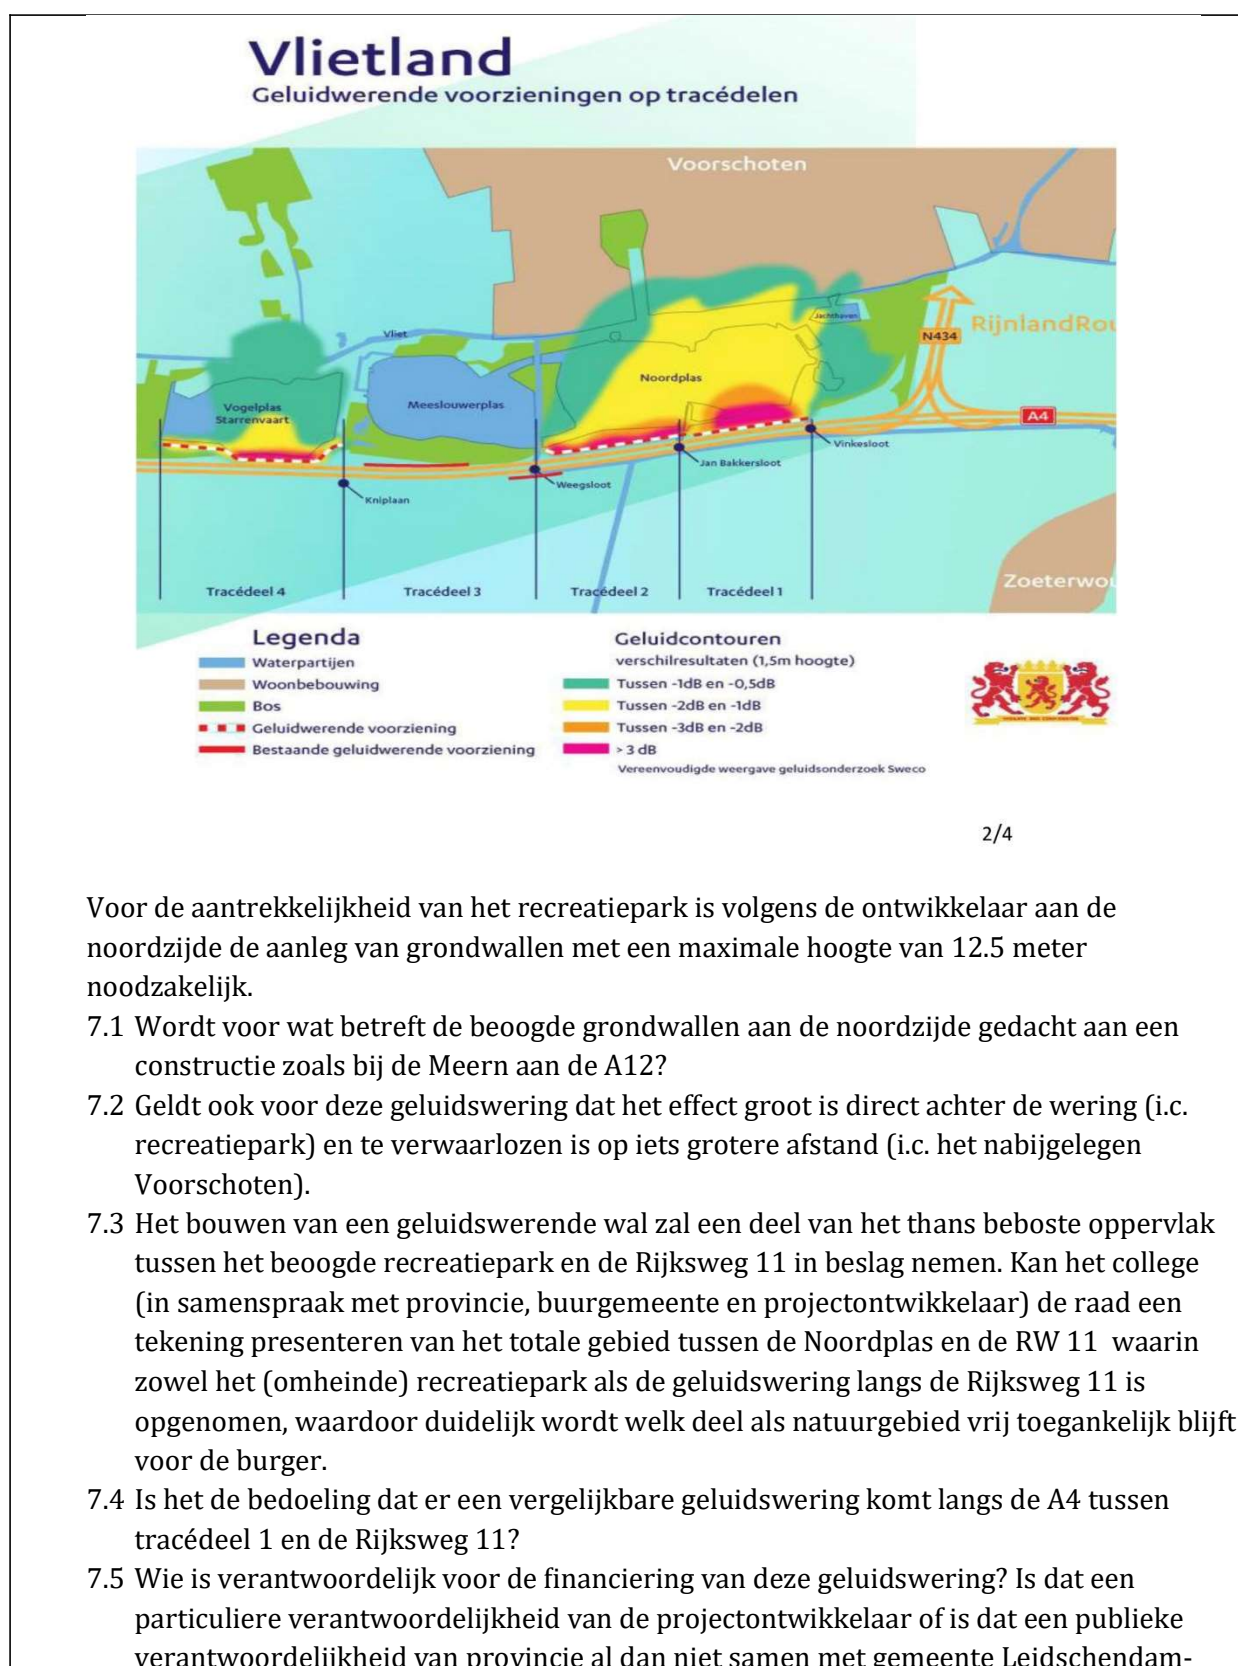 Vlietland
Geluidwerende voorzieningen op tracédelen
Voorschoten
Jachthaven
RijnlandRou
N434
Vliet
Noordplas
Vogelplas
Starrenvaart
Meeslouwerplas
A4
Vinkesloot
Jan Bakkersloot
Weegsloot
Kniplaan
Zoeterwou
Tracédeel 4
Tracédeel 3
Tracédeel 2
Tracédeel 1
Legenda
Waterpartijen
Woonbebouwing
Bos
Geluidwerende voorziening
Bestaande geluidwerende voorziening
Geluidcontouren
verschilresultaten (1,5m hoogte)
Tussen -1dB en -0,5dB
Tussen -2dB en -1dB
Tussen -3dB en -2dB
> 3 dB
Vereenvoudigde weergave geluidsonderzoek Sweco
2/4
Voor de aantrekkelijkheid van het recreatiepark is volgens de ontwikkelaar aan de
noordzijde de aanleg van grondwallen met een maximale hoogte van 12.5 meter
noodzakelijk.
7.1 Wordt voor wat betreft de beoogde grondwallen aan de noordzijde gedacht aan een
constructie zoals bij de Meern aan de A12?
7.2 Geldt ook voor deze geluidswering dat het effect groot is direct achter de wering (i.c.
recreatiepark) en te verwaarlozen is op iets grotere afstand (i.c. het nabijgelegen
Voorschoten).
7.3 Het bouwen van een geluidswerende wal zal een deel van het thans beboste oppervlak
tussen het beoogde recreatiepark en de Rijksweg 11 in beslag nemen. Kan het college
(in samenspraak met provincie, buurgemeente en projectontwikkelaar) de raad een
tekening presenteren van het totale gebied tussen de Noordplas en de RW 11 waarin
zowel het (omheinde) recreatiepark als de geluidswering langs de Rijksweg 11 is
opgenomen, waardoor duidelijk wordt welk deel als natuurgebied vrij toegankelijk blijft
voor de burger.
7.4 Is het de bedoeling dat er een vergelijkbare geluidswering komt langs de A4 tussen
tracédeel 1 en de Rijksweg 11?
7.5 Wie is verantwoordelijk voor de financiering van deze geluidswering? Is dat een
particuliere verantwoordelijkheid van de projectontwikkelaar of is dat een publieke
verantwoordelijkheid van provincie al dan niet samen met gemeente Leidschendam-